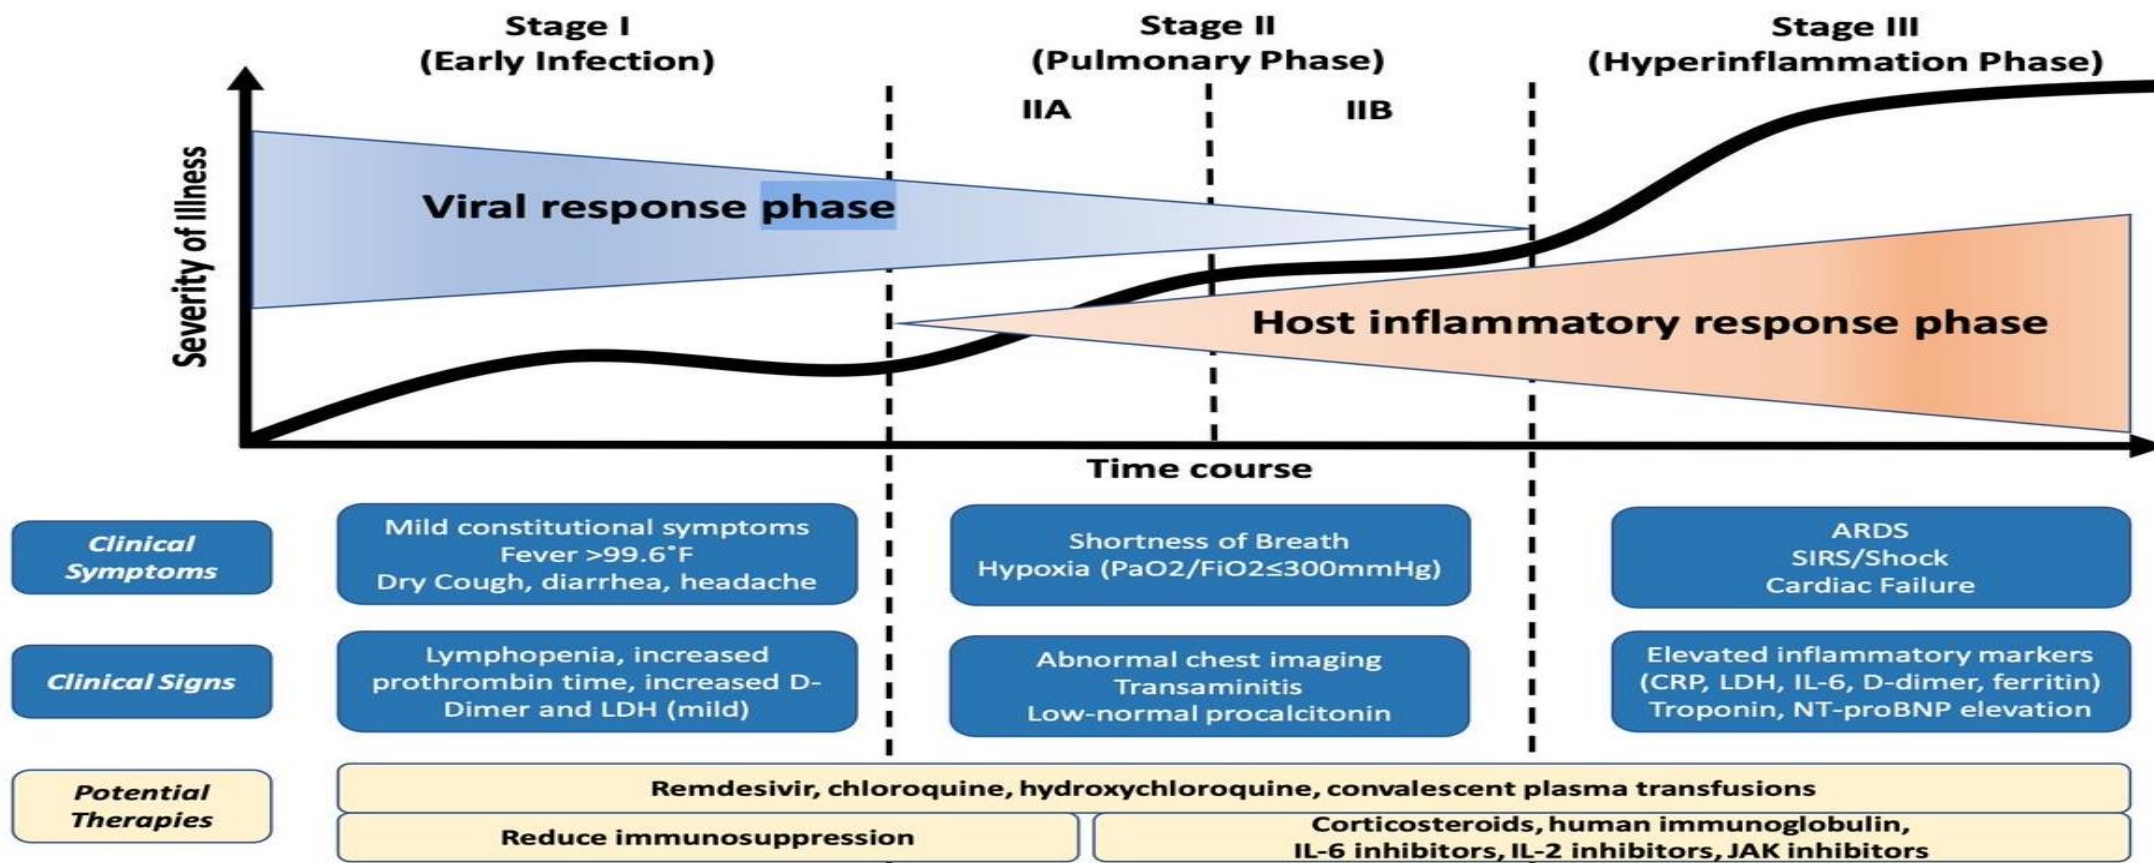 Stage I
(Early Infection)
Stage II
(Pulmonary Phase)
Stage III
(Hyperinflammation Phase)
IIA
IIB
Severity of Illness
Viral response phase
Host inflammatory response phase
Time course
Clinical
Symptoms
Mild constitutional symptoms
Fever >99.6°F
Dry Cough, diarrhea, headache
Shortness of Breath
Hypoxia (PaO2/FiO2≤300mmHg)
ARDS
SIRS/Shock
Cardiac Failure
Clinical Signs
Lymphopenia, increased
prothrombin time, increased D-
Dimer and LDH (mild)
Abnormal chest imaging
Transaminitis
Low-normal procalcitonin
Elevated inflammatory markers
(CRP, LDH, IL-6, D-dimer, ferritin)
Troponin, NT-proBNP elevation
Potential
Therapies
Remdesivir, chloroquine, hydroxychloroquine, convalescent plasma transfusions
Reduce immunosuppression
Corticosteroids, human immunoglobulin,
IL-6 inhibitors, IL-2 inhibitors, JAK inhibitors